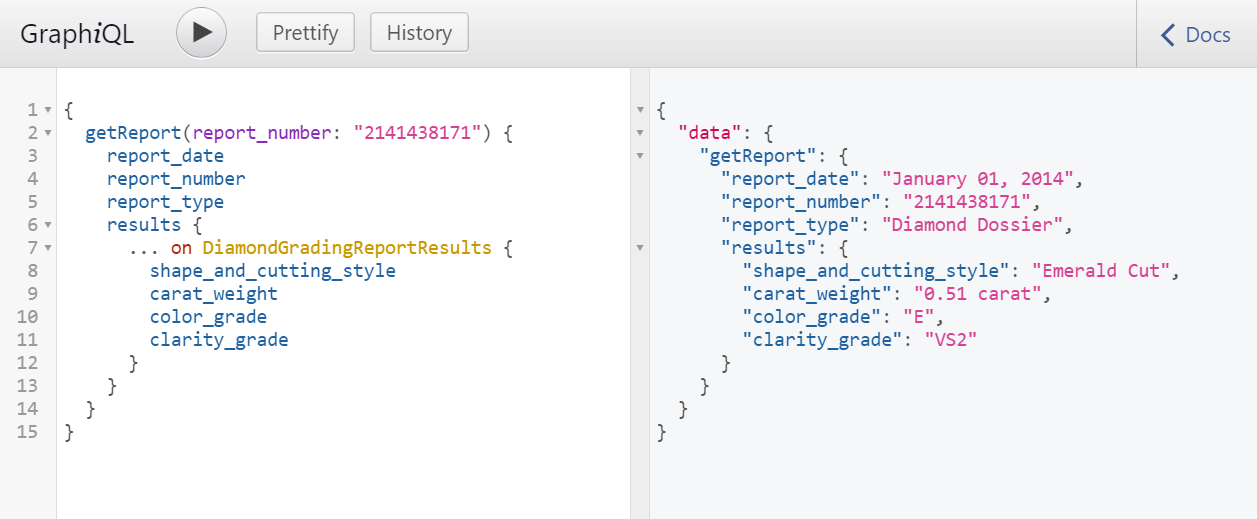 GraphiQL Prettify History Docs
1 {
2 getReport(report_number: "2141438171") {
3 report_date
4 report_number
5 report_type
6 results {
7 ... on DiamondGradingReportResults {
8 shape_and_cutting_style
9 carat_weight
10 color_grade
11 clarity_grade
12 }
13 }
14 }
15 }
{
"data": {
"getReport": {
"report_date": "January 01, 2014",
"report_number": "2141438171",
"report_type": "Diamond Dossier",
"results": {
"shape_and_cutting_style": "Emerald Cut",
"carat_weight": "0.51 carat",
"color_grade": "E",
"clarity_grade": "VS2"
}
}
}
}